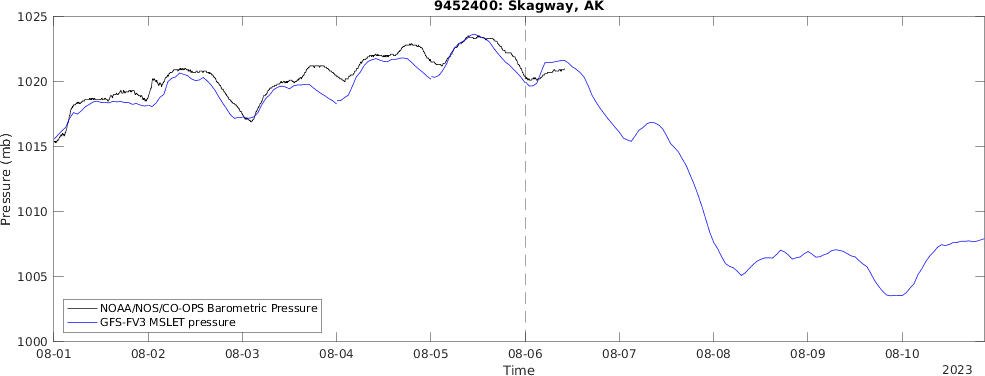 9452400: Skagway, AK
Pressure (mb)
1025
1020
1015
1010
1005
1000
NOAA/NOS/CO-OPS Barometric Pressure
GFS-FV3 MSLET pressure
08-01 08-02 08-03 08-04 08-05 08-06 08-07 08-08 08-09 08-10
Time
2023